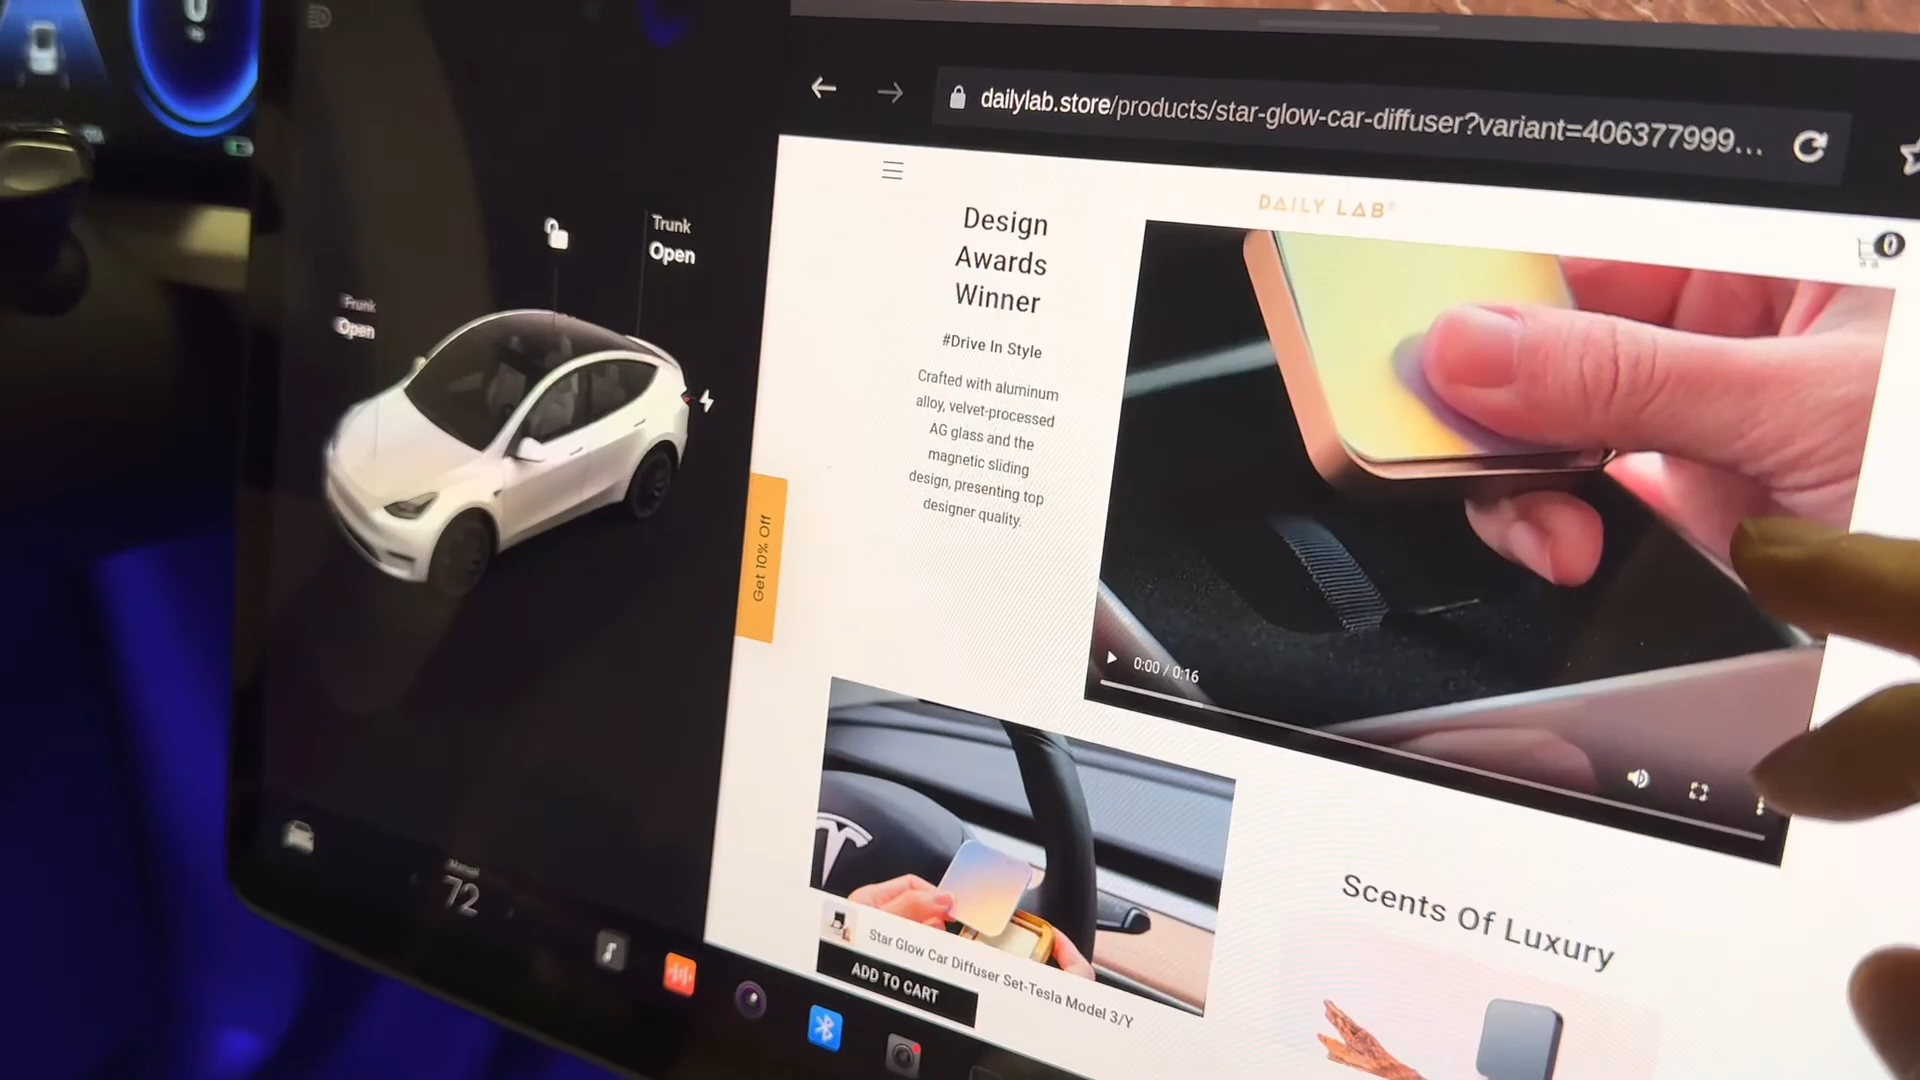 dailylab.store/products/star-glow-car-diffuser?variant=406377999...
DAILY LAB®
0
Trunk
Open
Frunk
Open
Design
Awards
Winner
#Drive In Style
Crafted with aluminum
alloy, velvet-processed
AG glass and the
magnetic sliding
design, presenting top
designer quality.
Get 10% Off
0:00 / 0:16
Star Glow Car Diffuser Set-Tesla Model 3/Y
ADD TO CART
Scents Of Luxury
Manual
72